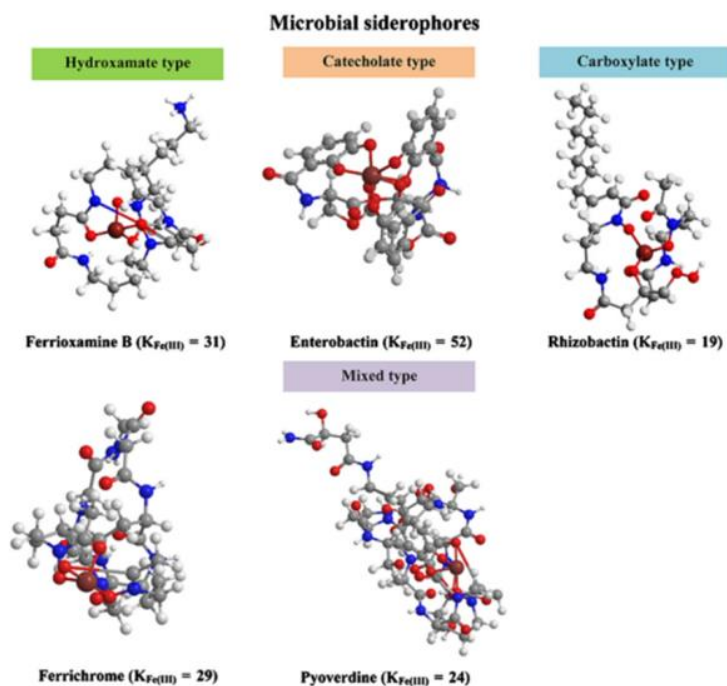 Microbial siderophores
Hydroxamate type
Catecholate type
Carboxylate type
Ferrioxamine B (KFe(III) = 31)
Enterobactin (KFe(III) = 52)
Rhizobactin (KFe(III) = 19)
Mixed type
Ferrichrome (KFe(III) = 29)
Pyoverdine (KFe(III) = 24)